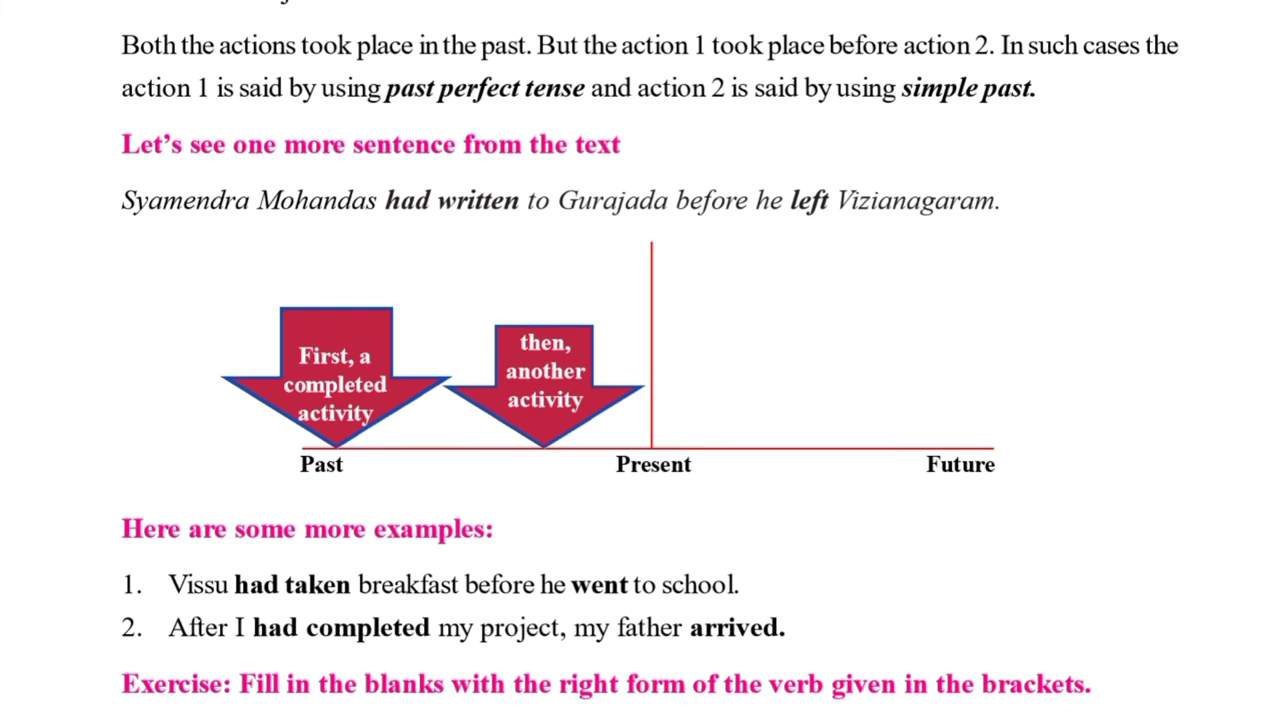 Both the actions took place in the past. But the action 1 took place before action 2. In such cases the
action 1 is said by using past perfect tense and action 2 is said by using simple past.
Let's see one more sentence from the text
Syamendra Mohandas had written to Gurajada before he left Vizianagaram.
First, a
completed
activity
then,
another
activity
Past Present Future
Here are some more examples:
1. Vissu had taken breakfast before he went to school.
2. After I had completed my project, my father arrived.
Exercise: Fill in the blanks with the right form of the verb given in the brackets.